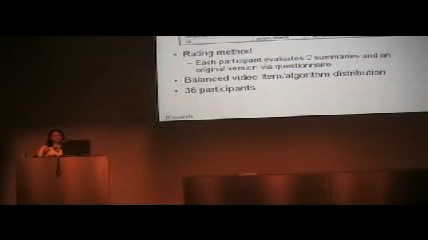 • Rating method
– Each participant evaluates 2 summaries and an
original version via questionnaire
• Balanced video item/algorithm distribution
• 36 participants